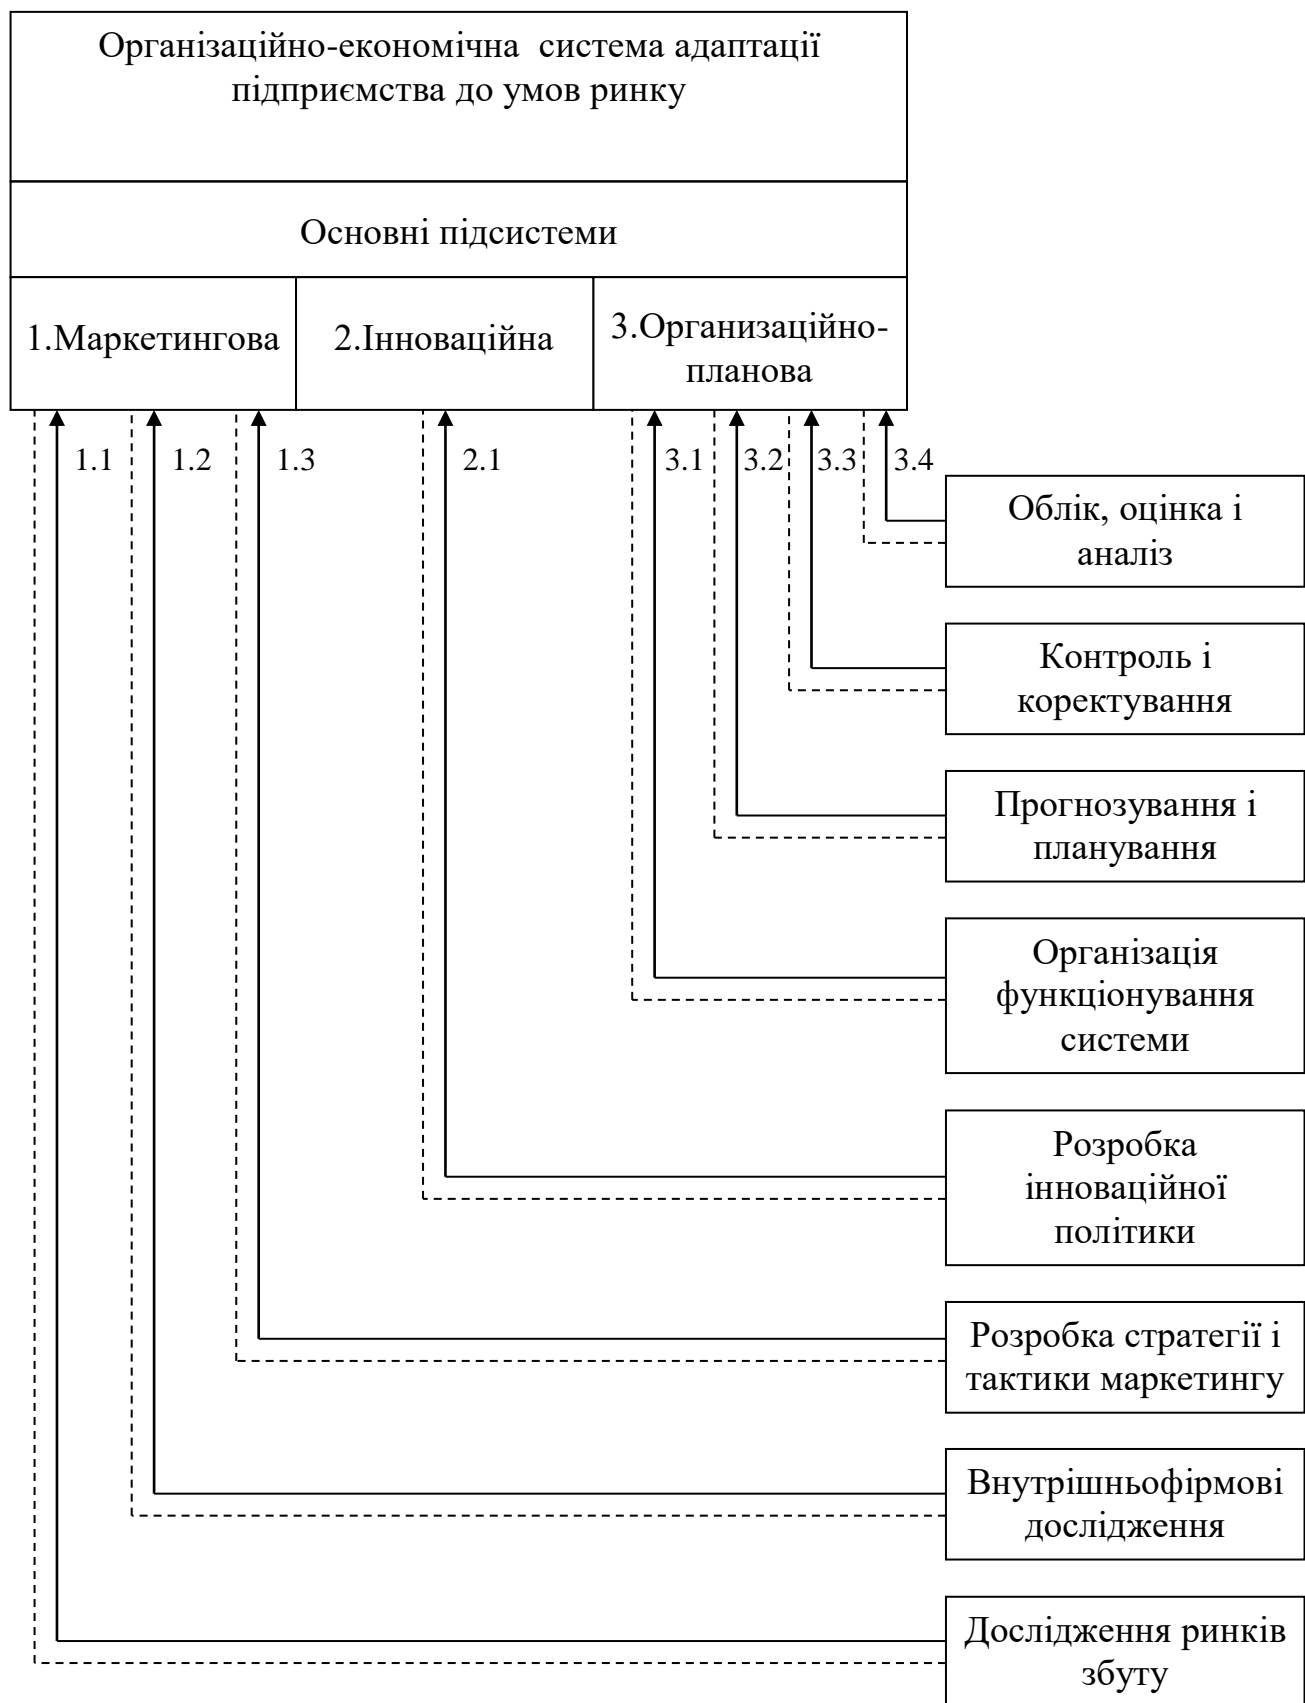 Організаційно-економічна система адаптації
підприємства до умов ринку
Основні підсистеми
1.Маркетингова
2.Інноваційна
3.Организаційно-
планова
1.1
1.2
1.3
2.1
3.1
3.2
3.3
3.4
Облік, оцінка і
аналіз
Контроль і
коректування
Прогнозування і
планування
Організація
функціонування
системи
Розробка
інноваційної
політики
Розробка стратегії і
тактики маркетингу
Внутрішньофірмові
дослідження
Дослідження ринків
збуту